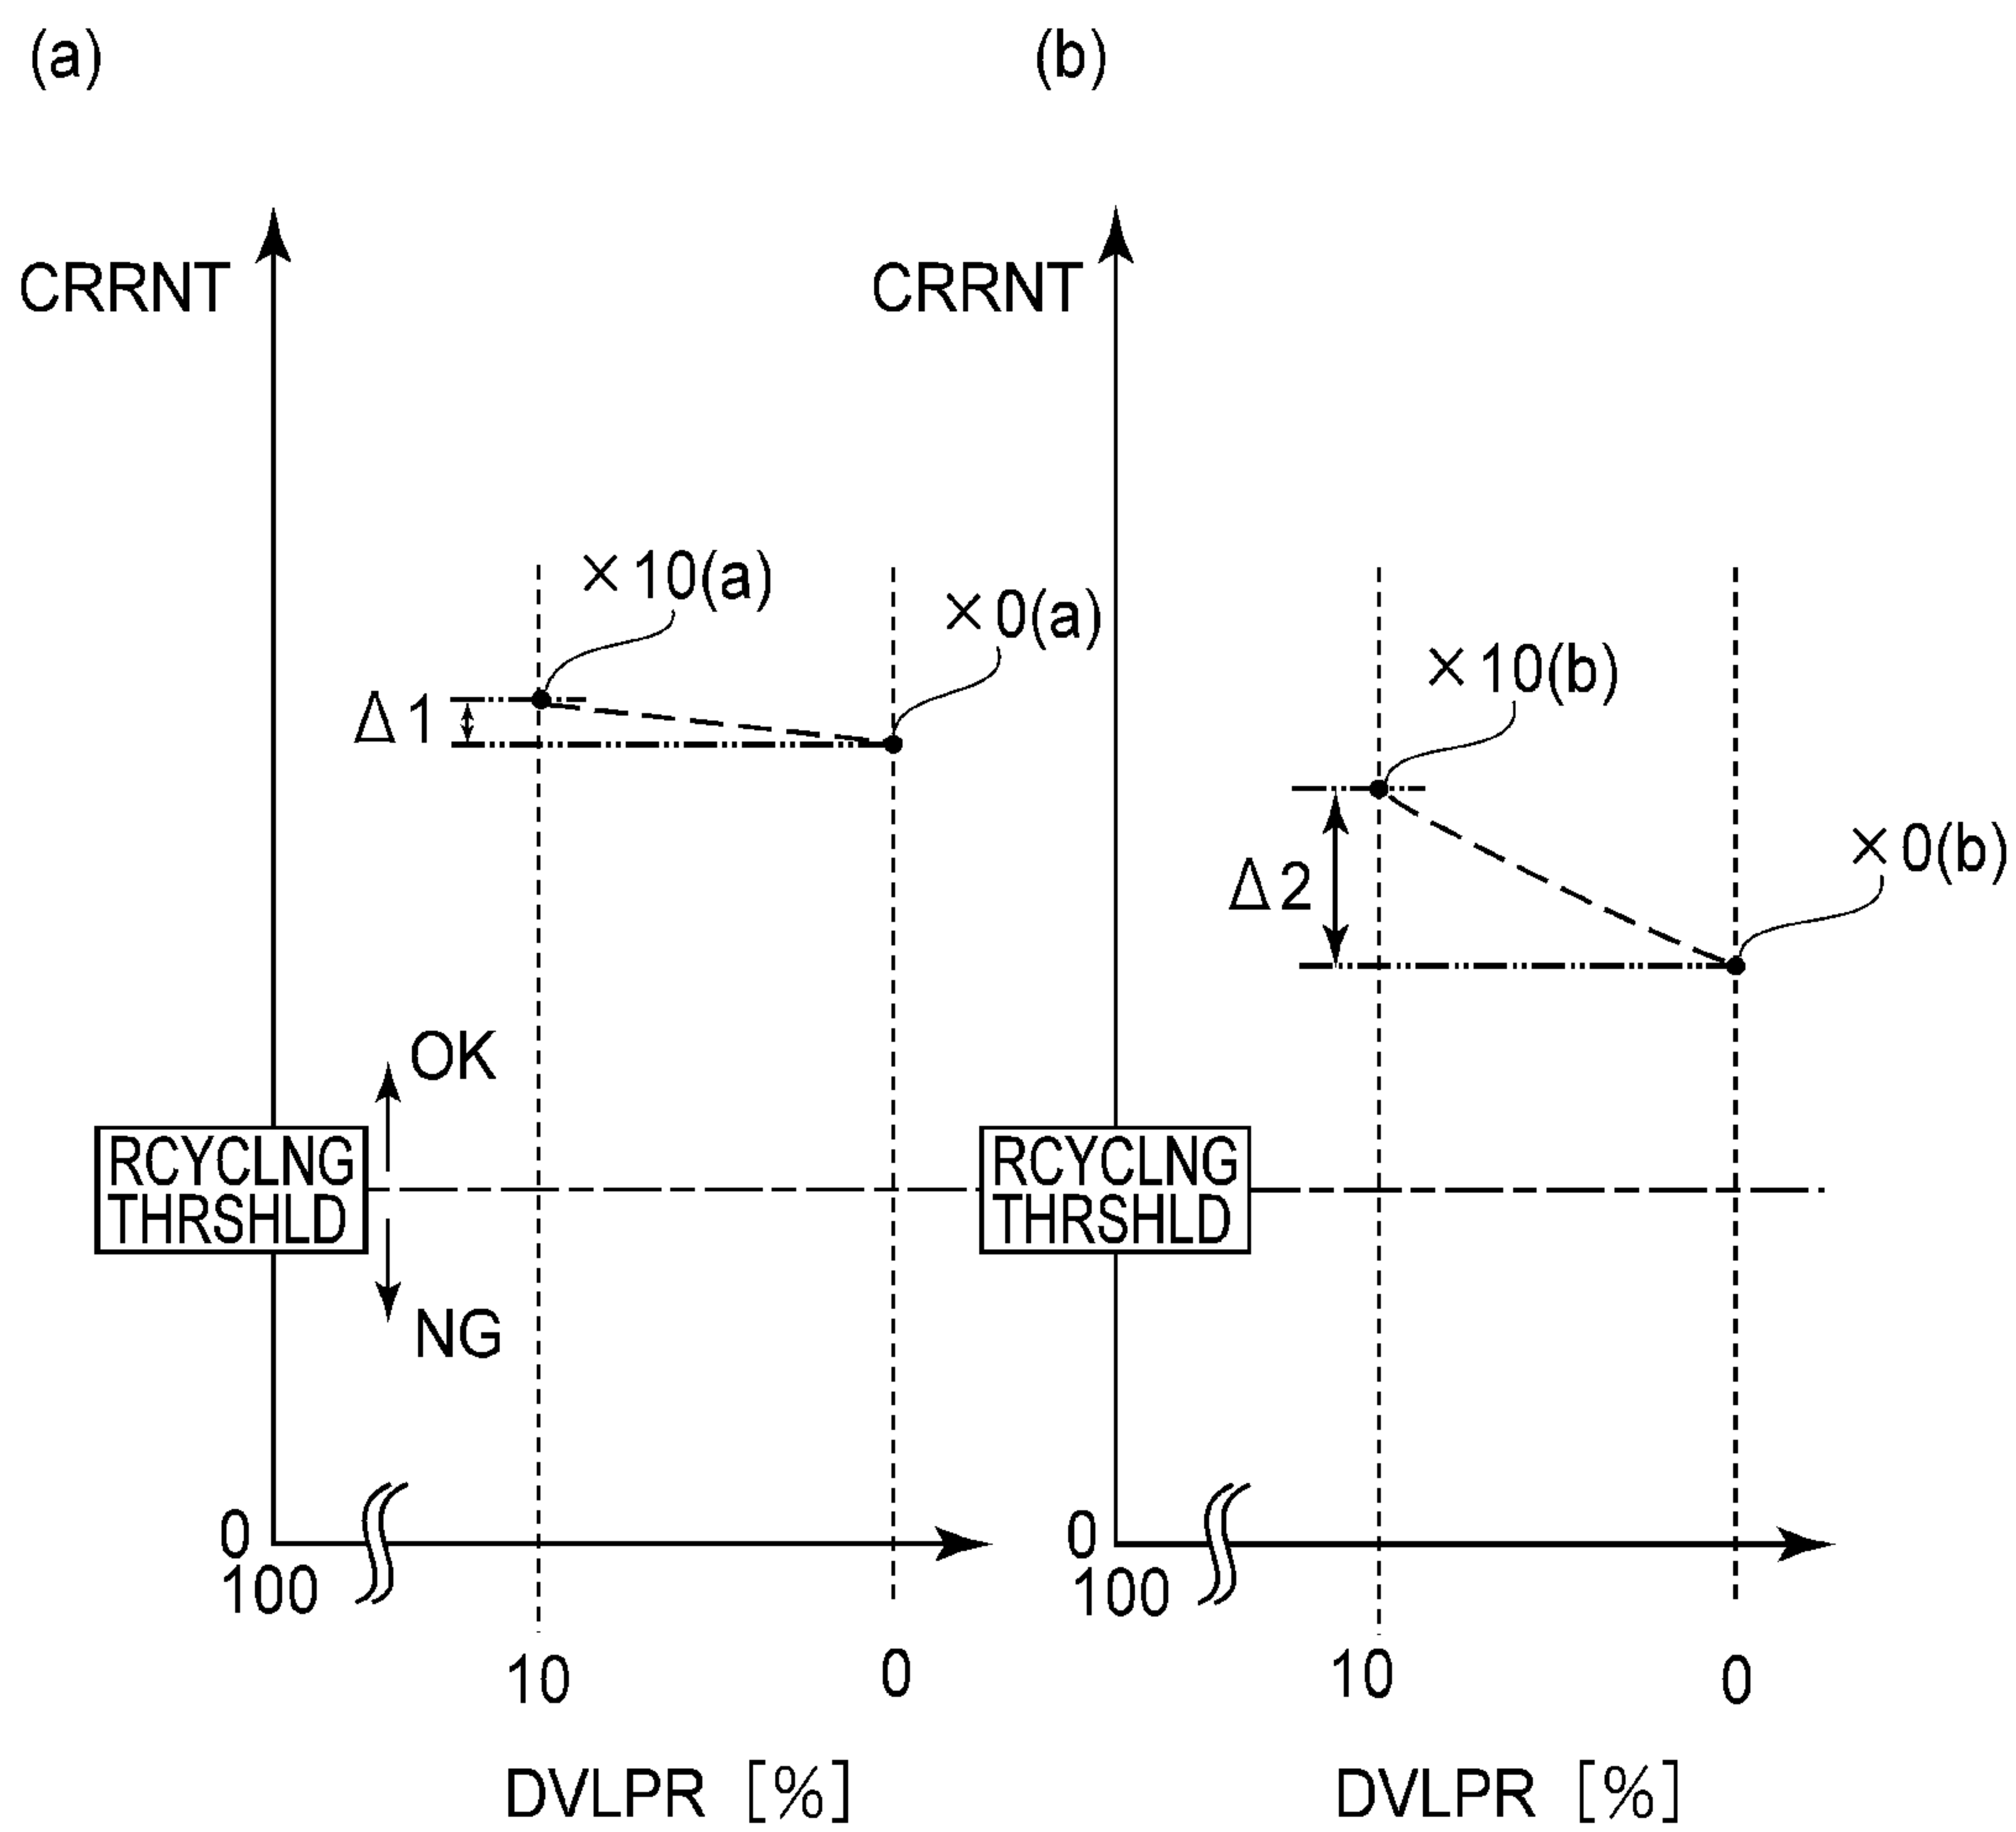 (a)
CRRNT
×10(a)
×0(a)
Δ1
OK
RCYCLNG
THRSHLD
NG
0
100
10
0
DVLPR [%]
(b)
CRRNT
×10(b)
×0(b)
Δ2
RCYCLNG
THRSHLD
0
100
10
0
DVLPR [%]